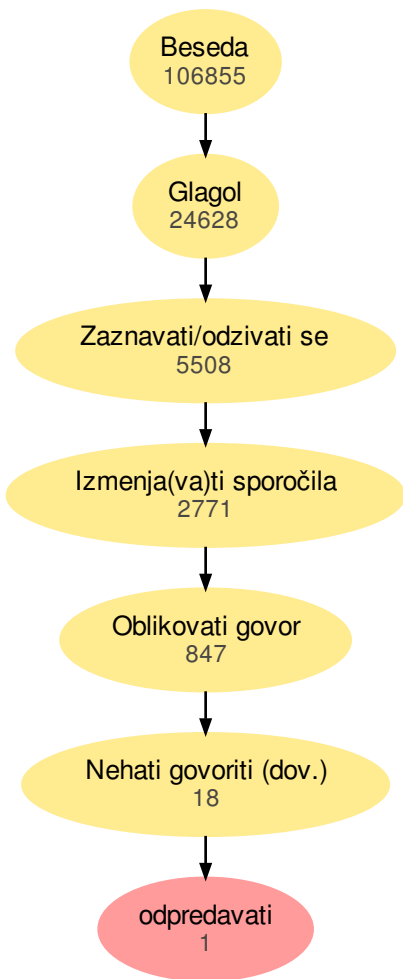 Beseda
106855
Glagol
24628
Zaznavati/odzivati se
5508
Izmenja(va)ti sporočila
2771
Oblikovati govor
847
Nehati govoriti (dov.)
18
odpredavati
1